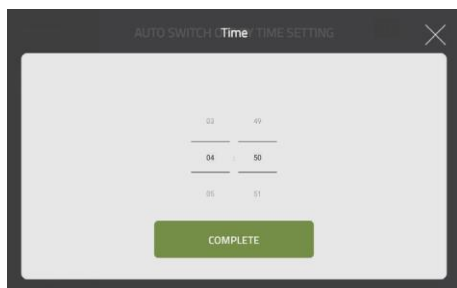 AUTO SWITCH O Y TIME SETTING
Time
03 49
04 : 50
05 51
COMPLETE